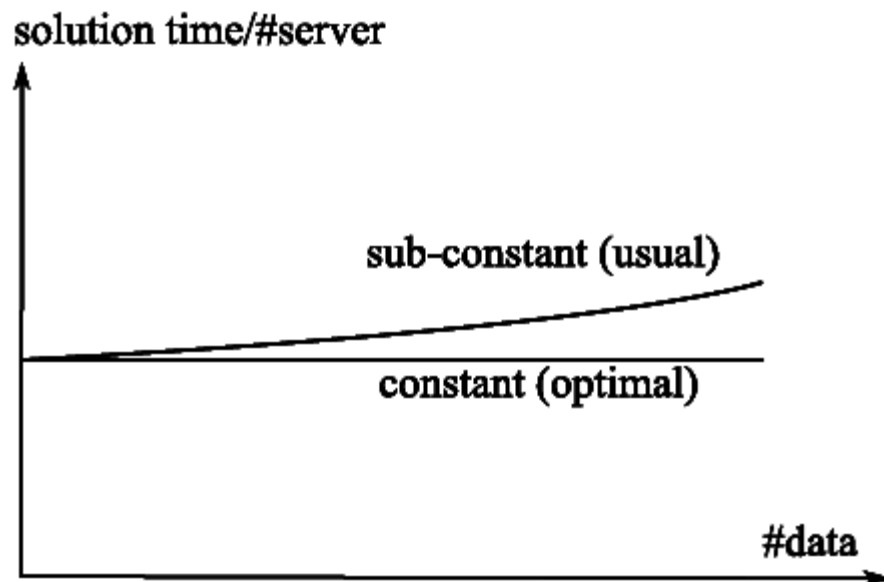 solution time/#server
sub-constant (usual)
constant (optimal)
#data